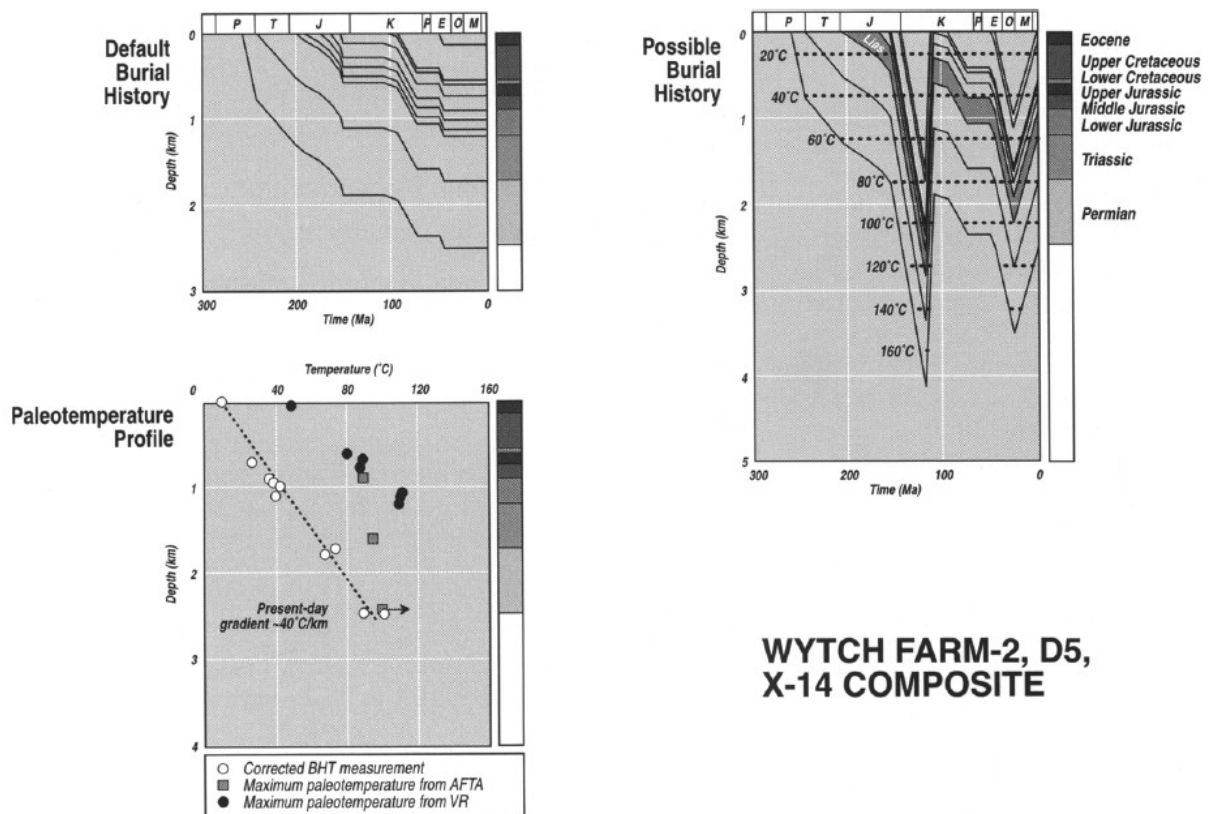 P T J K P E O M
Default
Burial
History
0
1
2
3
Depth (km)
300 200 100 0
Time (Ma)
P T J K P E O M
Possible
Burial
History
0
1
2
3
4
5
Depth (km)
Lias
20°C
40°C
60°C
80°C
100°C
120°C
140°C
160°C
300 200 100 0
Time (Ma)
Eocene
Upper Cretaceous
Lower Cretaceous
Upper Jurassic
Middle Jurassic
Lower Jurassic
Triassic
Permian
Paleotemperature
Profile
Temperature (°C)
0 40 80 120 160
1
2
3
4
Depth (km)
Present-day
gradient ~40°C/km
Corrected BHT measurement
Maximum paleotemperature from AFTA
Maximum paleotemperature from VR
WYTCH FARM-2, D5,
X-14 COMPOSITE